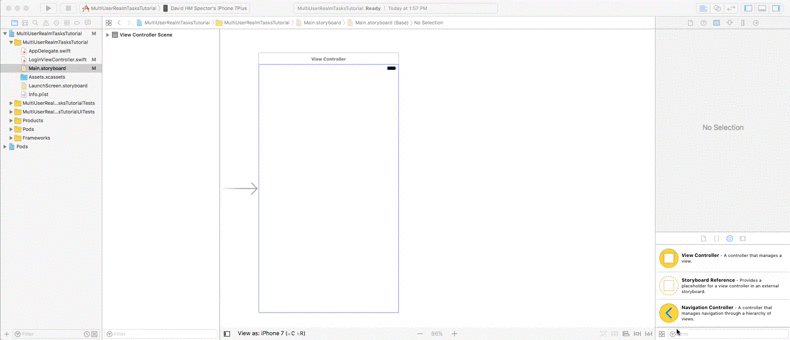 MultiUserRealmTasksTutorial
David HM Spector's iPhone 7Plus
MultiUserRealmTasksTutorial: Ready
Today at 1:57 PM
MultiUserRealmTasksTutorial
MultiUserRealmTasksTutorial
Main.storyboard
Main.storyboard (Base)
No Selection
MultiUserRealmTasksTutorial M
MultiUserRealmTasksTutorial
AppDelegate.swift
LoginViewController.swift M
Main.storyboard M
Assets.xcassets
LaunchScreen.storyboard
Info.plist
MultiUserReal...sTutorialTests
MultiUserReal...sTutorialUITests
Products
Pods
Frameworks
Pods
View Controller Scene
View Controller
No Selection
View Controller - A controller that manages a
view.
Storyboard Reference - Provides a
placeholder for a view controller in an external
storyboard.
Navigation Controller - A controller that
manages navigation through a hierarchy of
views.
Filter
Filter
View as: iPhone 7